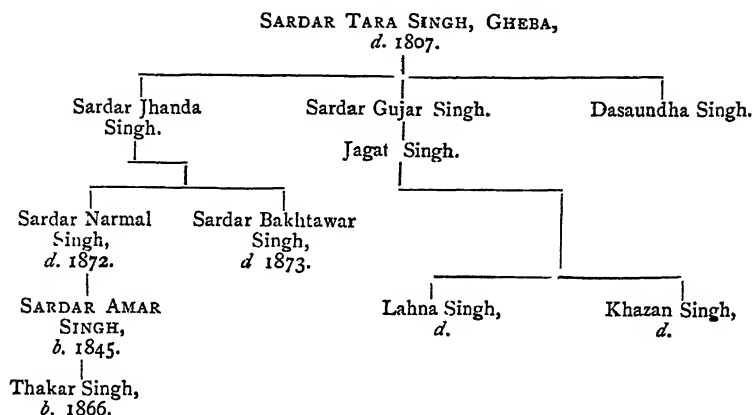 SARDAR TARA SINGH, GHEBA,
d. 1807.
Sardar Jhanda
Singh.
Sardar Gujar Singh.
Dasaundha Singh.
Jagat Singh.
Sardar Narmal
Singh,
d. 1872.
Sardar Bakhtawar
Singh,
d 1873.
SARDAR AMAR
SINGH,
b. 1845.
Lahna Singh,
d.
Khazan Singh,
d.
Thakar Singh,
b. 1866.